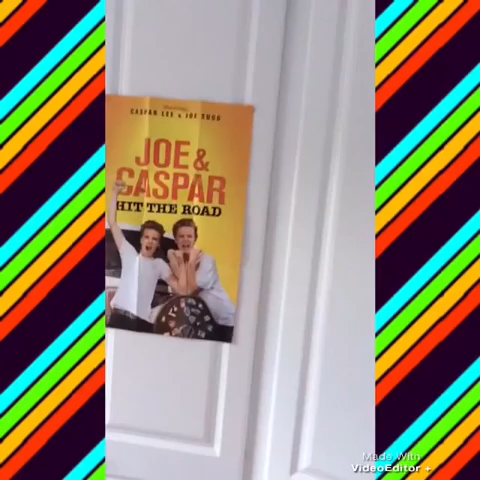 CASPAR LEE & JOE SUGG
JOE &
CASPAR
HIT THE ROAD
Made With
VideoEditor +